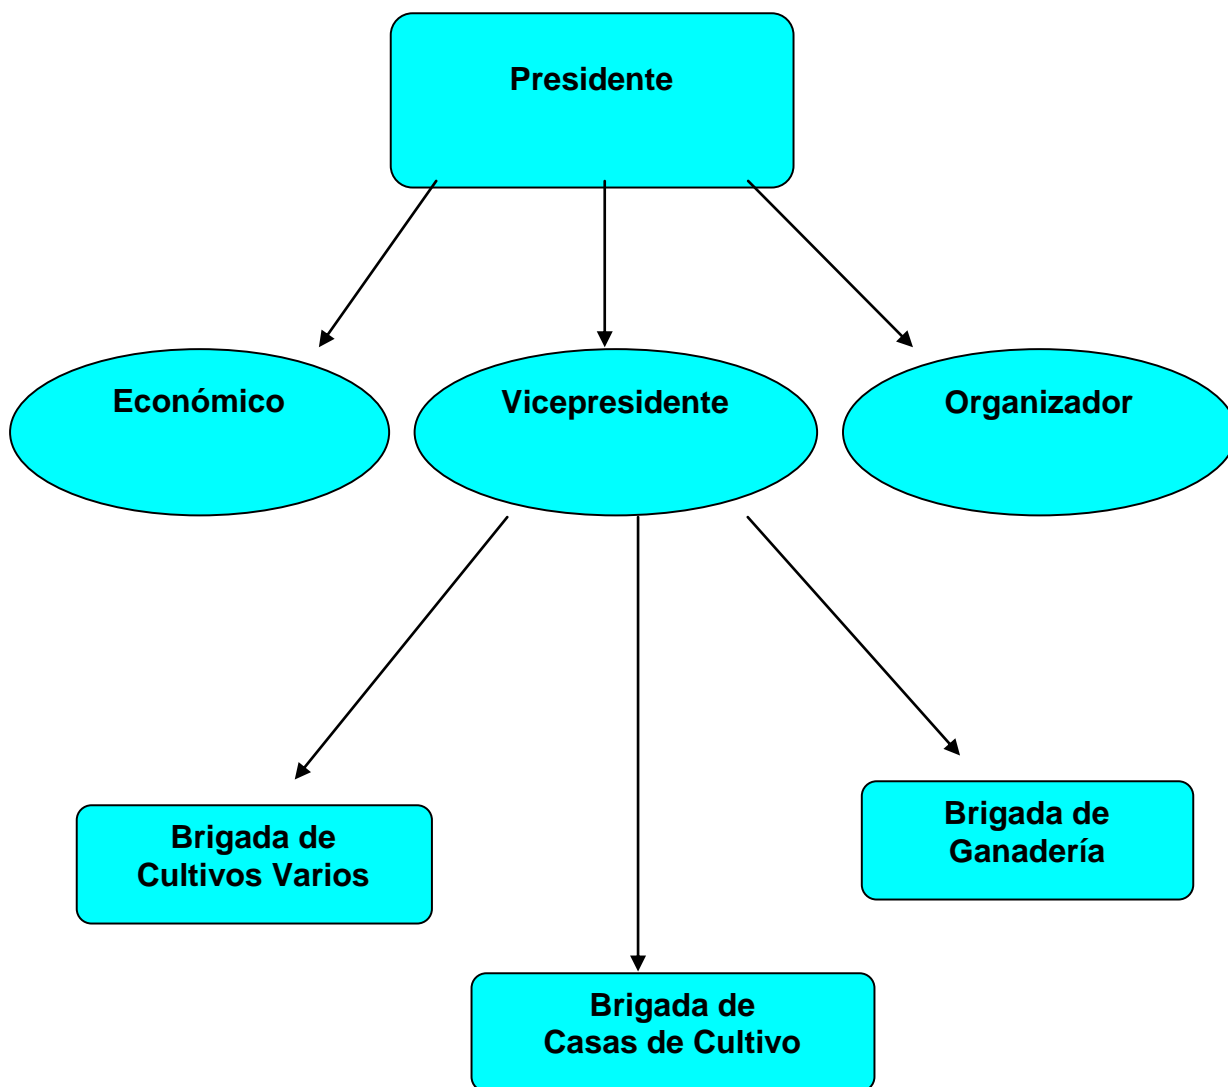 Presidente
Económico
Vicepresidente
Organizador
Brigada de
Cultivos Varios
Brigada de
Ganadería
Brigada de
Casas de Cultivo